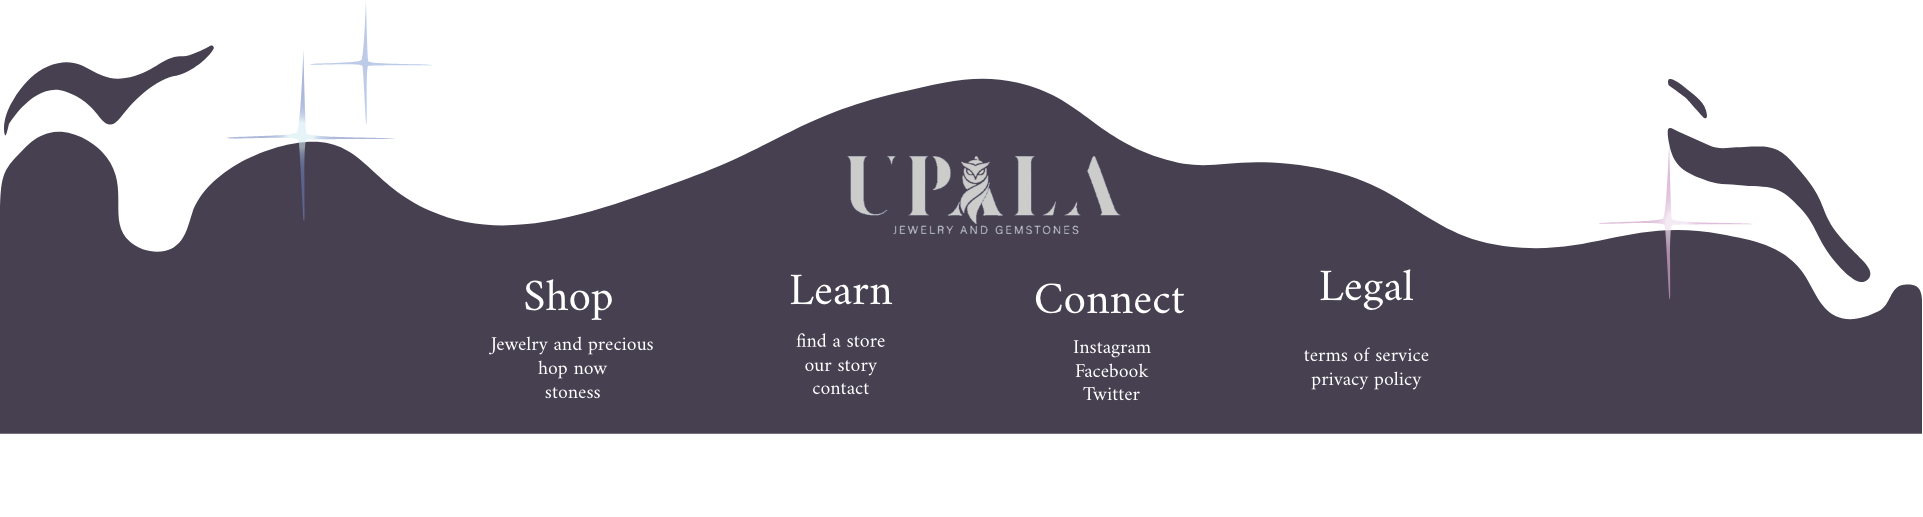 UPALA
JEWELRY AND GEMSTONES
Shop
Jewelry and precious
hop now
stoness
Learn
find a store
our story
contact
Connect
Instagram
Facebook
Twitter
Legal
terms of service
privacy policy